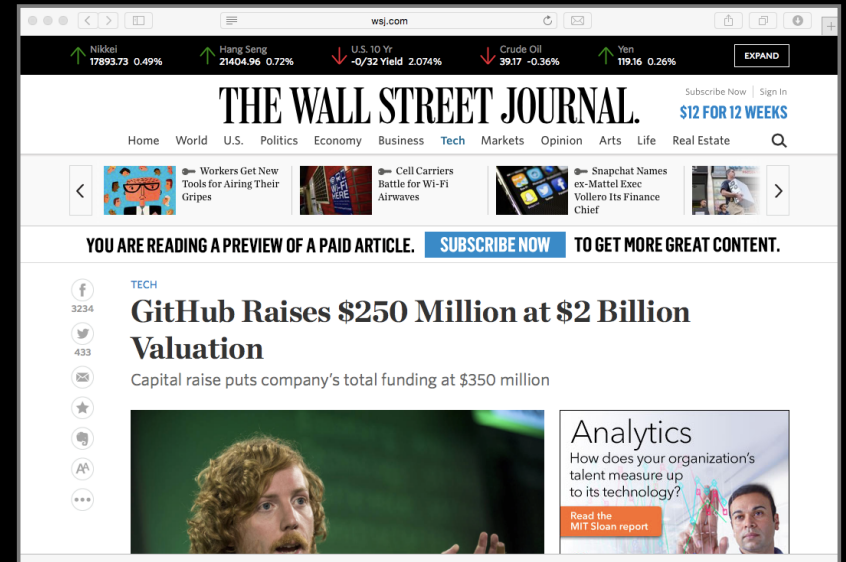 wsj.com
Nikkei
17893.73 0.49%
Hang Seng
21404.96 0.72%
U.S. 10 Yr
-0/32 Yield 2.074%
Crude Oil
39.17 -0.36%
Yen
119.16 0.26%
EXPAND
THE WALL STREET JOURNAL.
Subscribe Now | Sign In
$12 FOR 12 WEEKS
Home World U.S. Politics Economy Business Tech Markets Opinion Arts Life Real Estate
Workers Get New
Tools for Airing Their
Gripes
WI-FI
HERE
Cell Carriers
Battle for Wi-Fi
Airwaves
Snapchat Names
ex-Mattel Exec
Vollero Its Finance
Chief
YOU ARE READING A PREVIEW OF A PAID ARTICLE. SUBSCRIBE NOW TO GET MORE GREAT CONTENT.
3234
433
AA
TECH
GitHub Raises $250 Million at $2 Billion
Valuation
Capital raise puts company's total funding at $350 million
Analytics
How does your organization's
talent measure up
to its technology?
Read the
MIT Sloan report